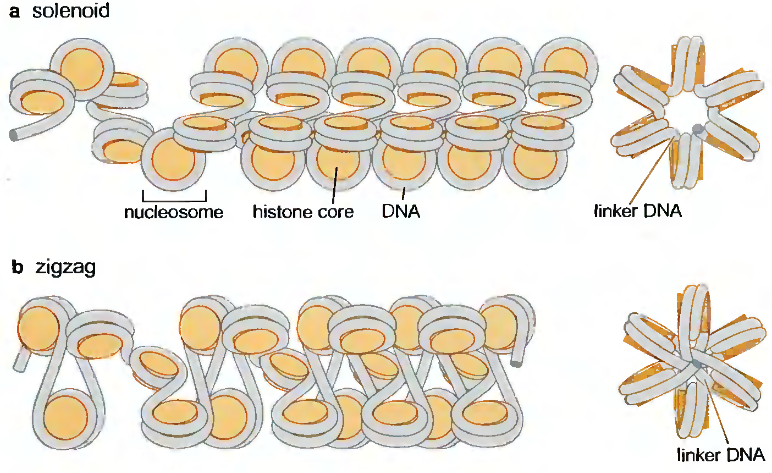 a solenoid
nucleosome histone core DNA linker DNA
b zigzag
linker DNA